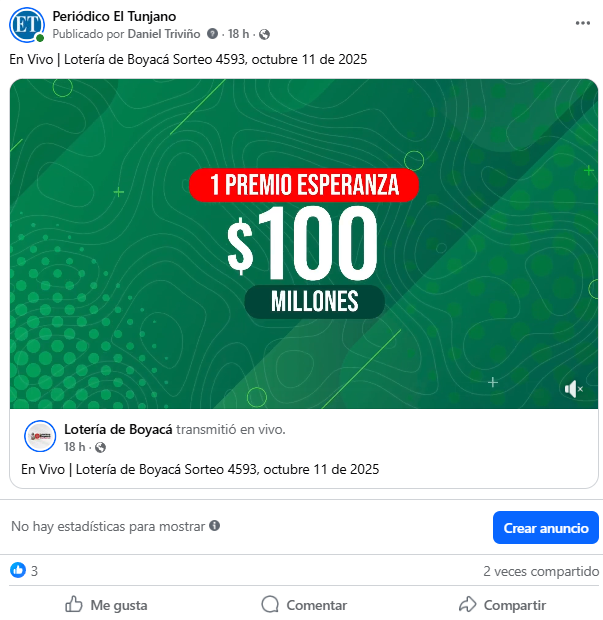 ET
Periódico El Tunjano
Publicado por Daniel Triviño · 18 h ·
En Vivo | Lotería de Boyacá Sorteo 4593, octubre 11 de 2025
1 PREMIO ESPERANZA
$100
MILLONES
Lotería de Boyacá transmitió en vivo.
18 h ·
En Vivo | Lotería de Boyacá Sorteo 4593, octubre 11 de 2025
No hay estadísticas para mostrar
Crear anuncio
3
2 veces compartido
Me gusta
Comentar
Compartir